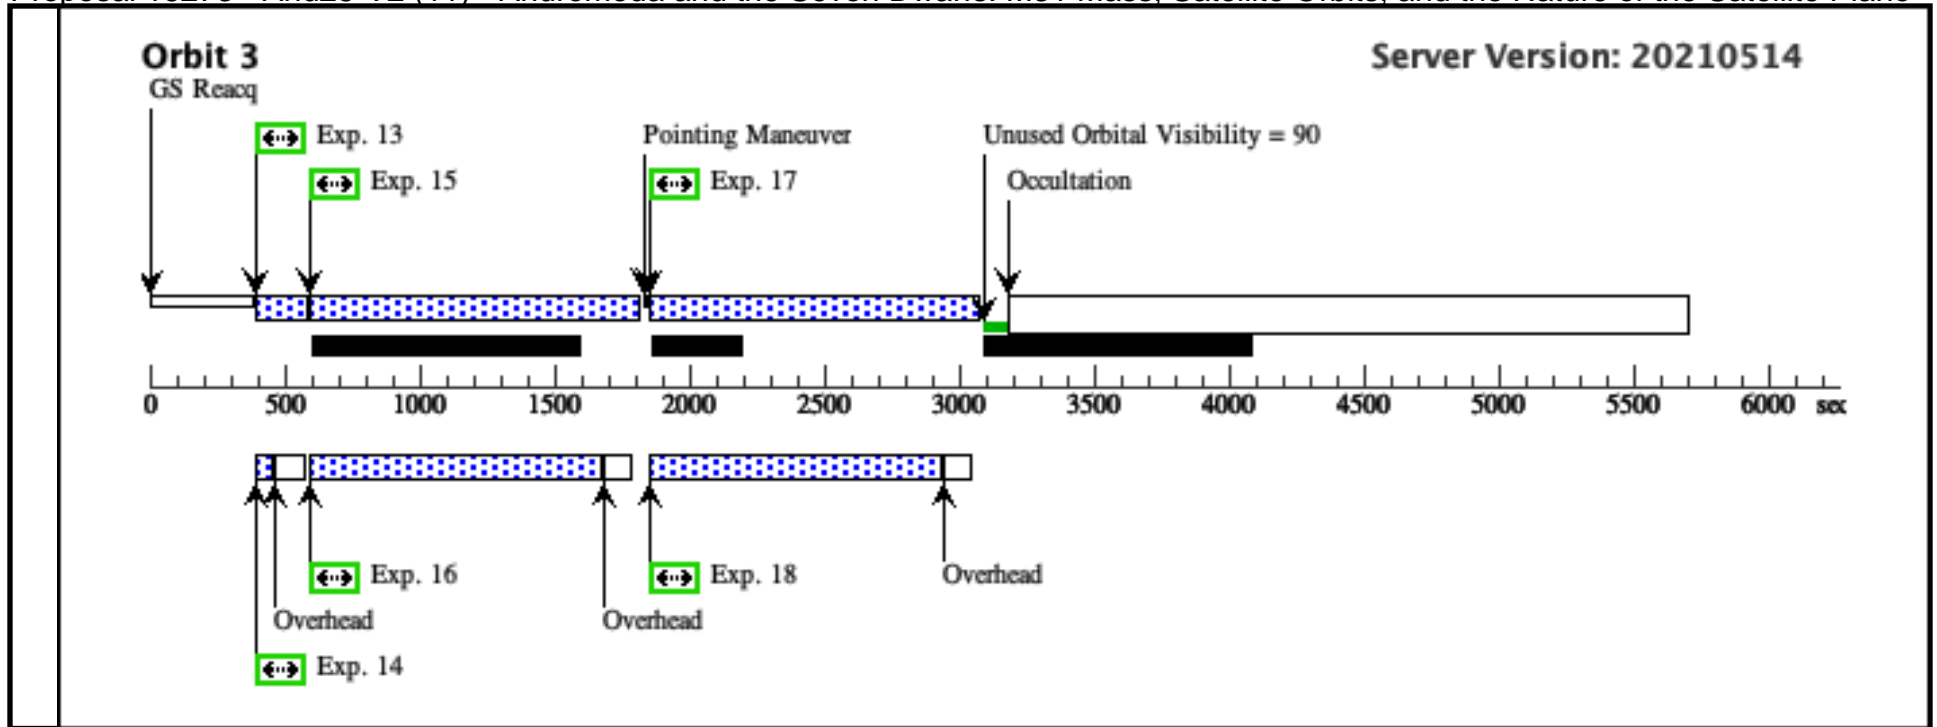 Orbit 3
Server Version: 20210514
GS Reacq
Exp. 13
Pointing Maneuver
Unused Orbital Visibility = 90
Exp. 15
Exp. 17
Occultation
0 500 1000 1500 2000 2500 3000 3500 4000 4500 5000 5500 6000 sec
Exp. 16
Exp. 18
Overhead
Overhead
Overhead
Exp. 14